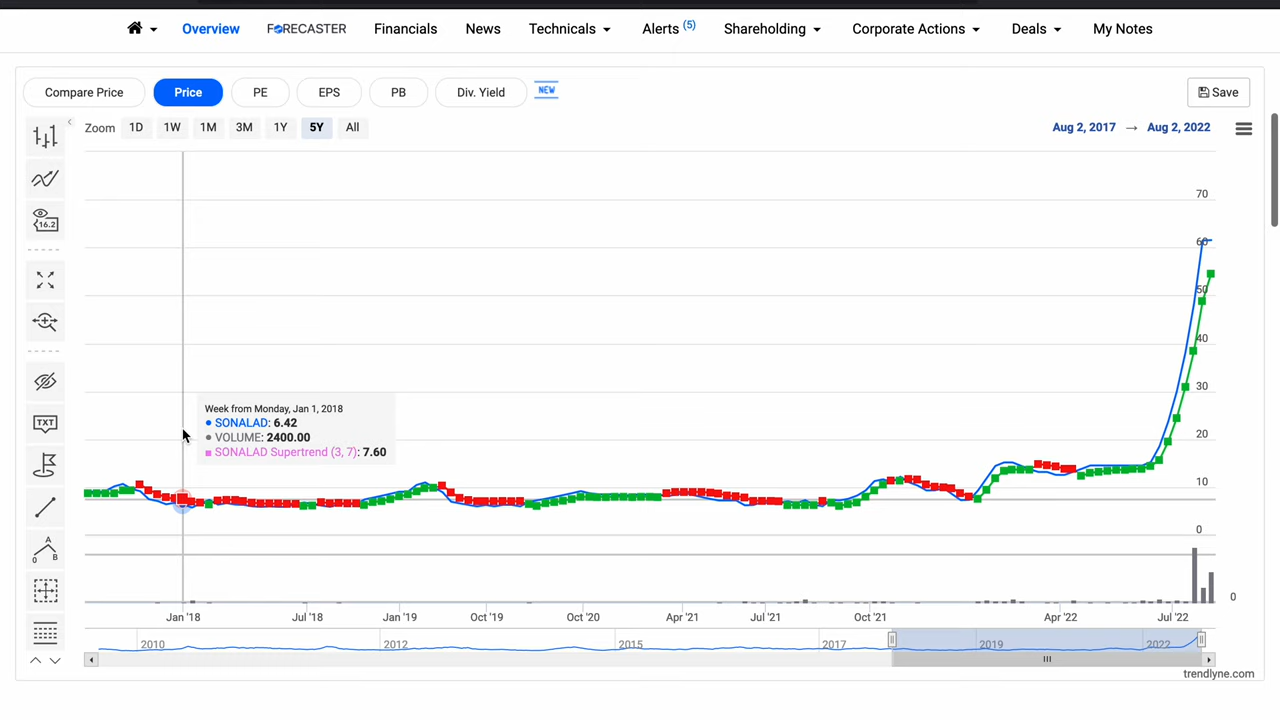 Overview FORECASTER Financials News Technicals Alerts (5) Shareholding Corporate Actions Deals My Notes
Compare Price Price PE EPS PB Div. Yield NEW Save
Zoom 1D 1W 1M 3M 1Y 5Y All Aug 2, 2017 → Aug 2, 2022
16.2
TXT
A
0 B
70
60
50
40
30
20
10
0
Week from Monday, Jan 1, 2018
SONALAD: 6.42
VOLUME: 2400.00
SONALAD Supertrend (3, 7): 7.60
0
Jan '18 Jul '18 Jan '19 Oct '19 Oct '20 Apr '21 Jul '21 Oct '21 Apr '22 Jul '22
2010 2012 2015 2017 2019 2022
trendlyne.com